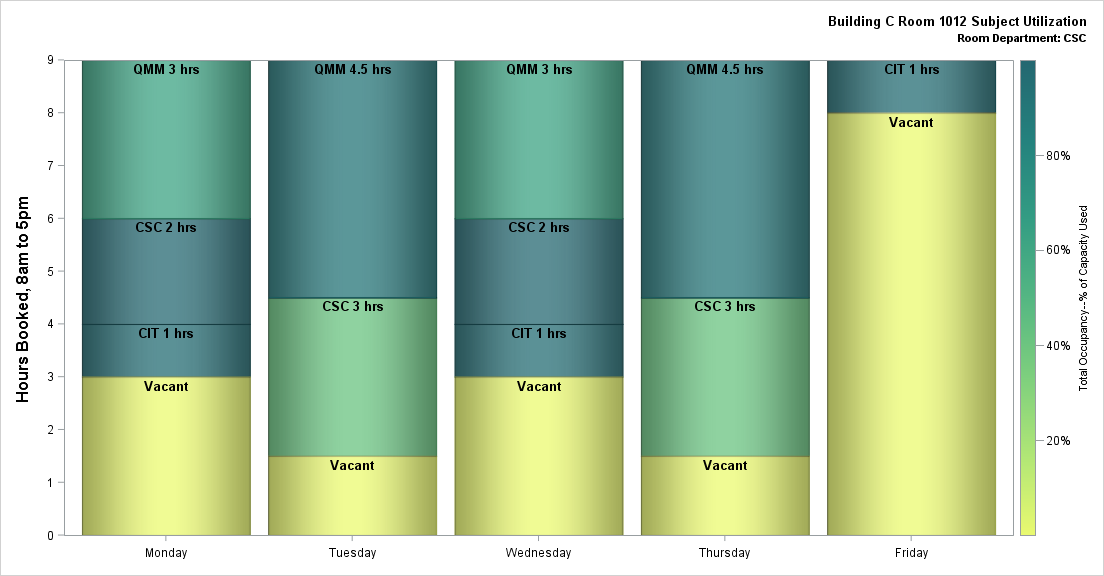 Building C Room 1012 Subject Utilization
Room Department: CSC
Hours Booked, 8am to 5pm
9
8
7
6
5
4
3
2
1
0
QMM 3 hrs
CSC 2 hrs
CIT 1 hrs
Vacant
QMM 4.5 hrs
CSC 3 hrs
Vacant
QMM 3 hrs
CSC 2 hrs
CIT 1 hrs
Vacant
QMM 4.5 hrs
CSC 3 hrs
Vacant
CIT 1 hrs
Vacant
Monday
Tuesday
Wednesday
Thursday
Friday
80%
60%
40%
20%
Total Occupancy--% of Capacity Used